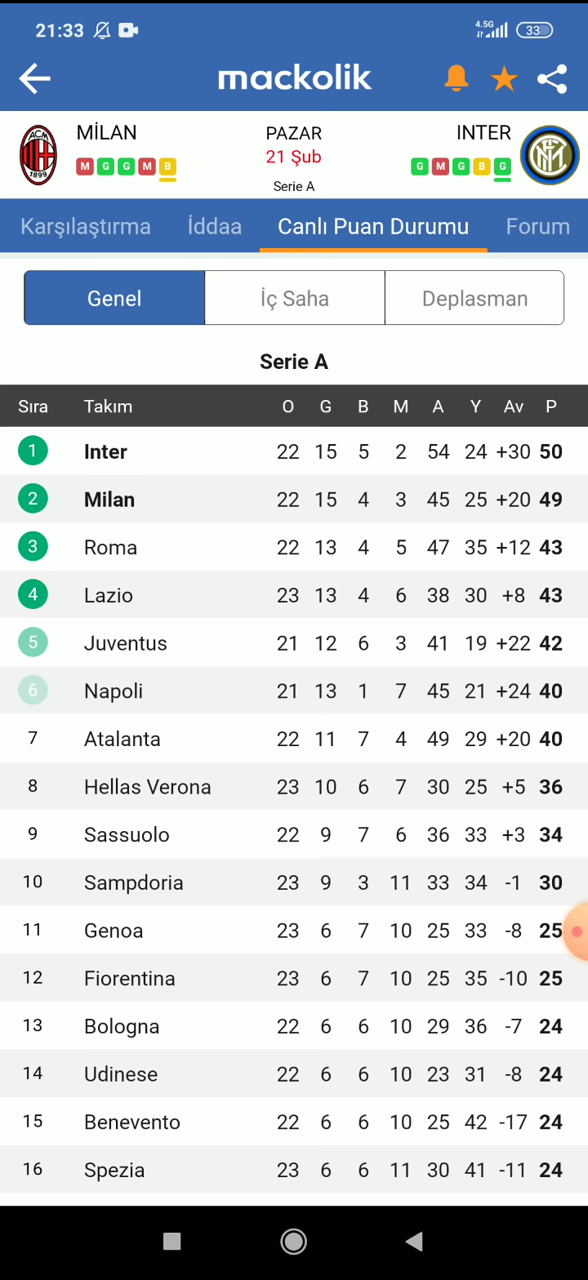 21:33 4.5G 33
mackolik
MİLAN PAZAR INTER
21 Şub
M G G M B G M G B G
Serie A
ACM
1899
Karşılaştırma İddaa Canlı Puan Durumu Forum
Genel İç Saha Deplasman
Serie A
Sıra Takım O G B M A Y Av P
1 Inter 22 15 5 2 54 24 +30 50
2 Milan 22 15 4 3 45 25 +20 49
3 Roma 22 13 4 5 47 35 +12 43
4 Lazio 23 13 4 6 38 30 +8 43
5 Juventus 21 12 6 3 41 19 +22 42
6 Napoli 21 13 1 7 45 21 +24 40
7 Atalanta 22 11 7 4 49 29 +20 40
8 Hellas Verona 23 10 6 7 30 25 +5 36
9 Sassuolo 22 9 7 6 36 33 +3 34
10 Sampdoria 23 9 3 11 33 34 -1 30
11 Genoa 23 6 7 10 25 33 -8 25
12 Fiorentina 23 6 7 10 25 35 -10 25
13 Bologna 22 6 6 10 29 36 -7 24
14 Udinese 22 6 6 10 23 31 -8 24
15 Benevento 22 6 6 10 25 42 -17 24
16 Spezia 23 6 6 11 30 41 -11 24